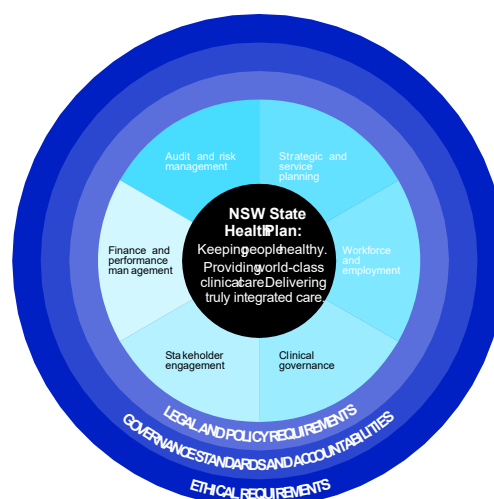 Audit and risk
management
Strategic and
service
planning
NSW State
Health Plan:
Keeping people healthy.
Providing world-class
clinical care Delivering
truly integrated care.
Finance and
performance
management
Workforce
and
employment
Stakeholder
engagement
Clinical
governance
LEGAL AND POLICY REQUIREMENTS
GOVERNANCE STANDARDS AND ACCOUNTABILITIES
ETHICAL REQUIREMENTS